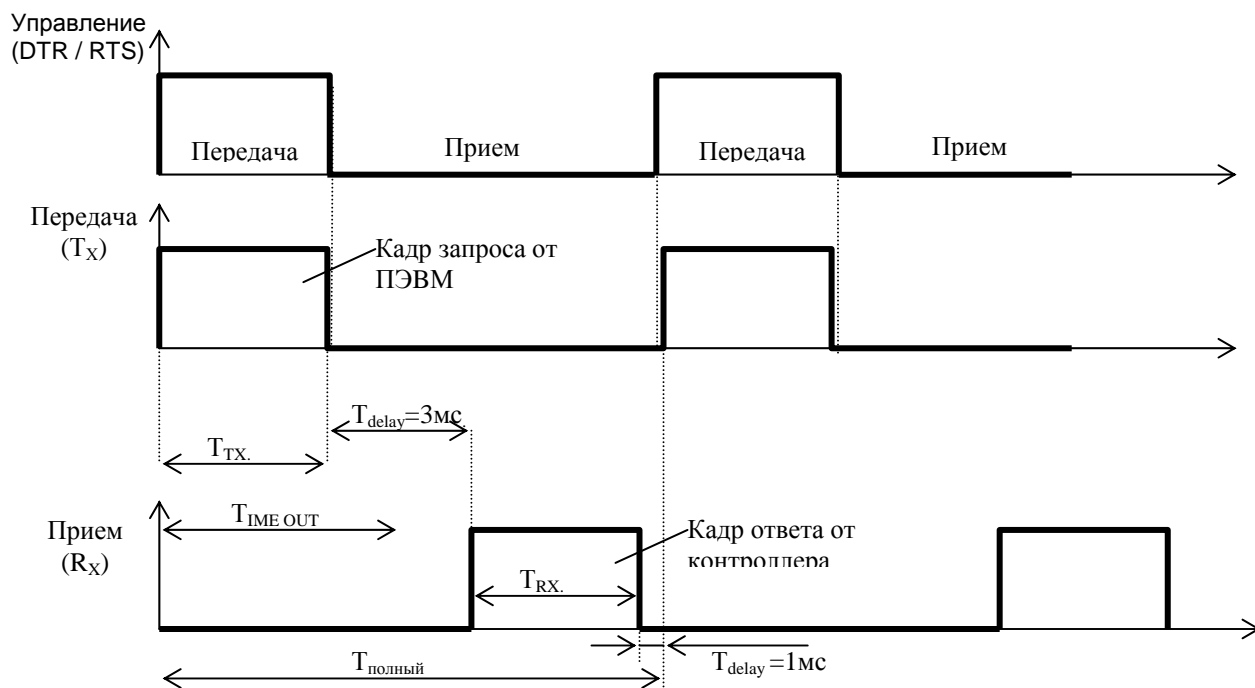 Управление
(DTR / RTS)
Передача
Прием
Передача
Прием
Передача
(TX)
Кадр запроса от
ПЭВМ
Tdelay=3мс
TTX.
Прием
(RX)
TIME OUT
Кадр ответа от
контроллера
TRX.
Tполный
Tdelay =1мс